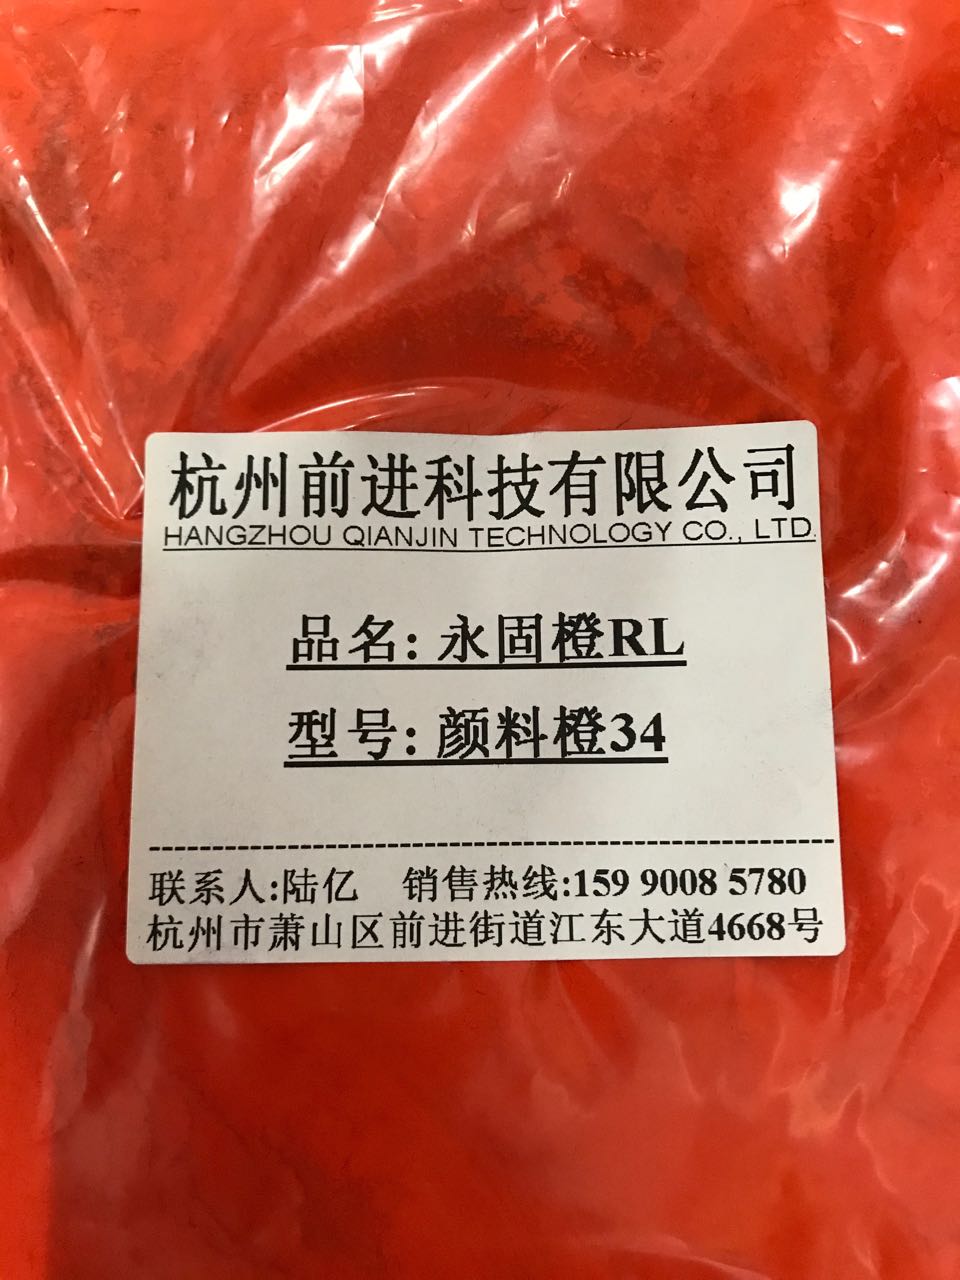 杭州前进科技有限公司
HANGZHOU QIANJIN TECHNOLOGY CO., LTD.
品名: 永固橙RL
型号: 颜料橙34
联系人:陆亿 销售热线:159 9008 5780
杭州市萧山区前进街道江东大道4668号